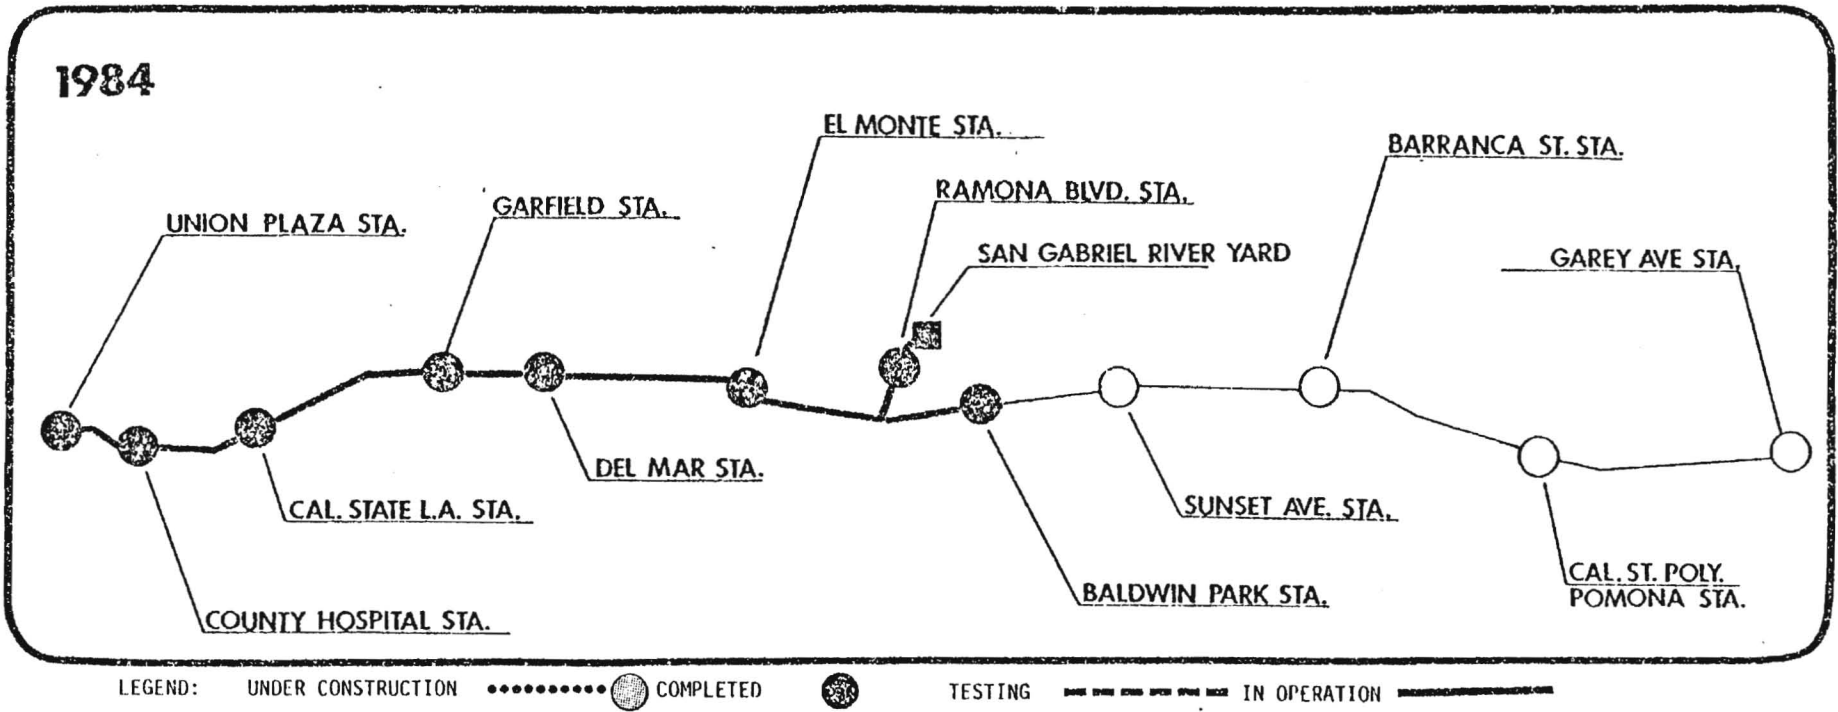 1984
EL MONTE STA.
BARRANCA ST. STA.
RAMONA BLVD. STA.
GARFIELD STA.
UNION PLAZA STA.
SAN GABRIEL RIVER YARD
GAREY AVE STA.
DEL MAR STA.
CAL. STATE L.A. STA.
SUNSET AVE. STA.
CAL. ST. POLY.
POMONA STA.
BALDWIN PARK STA.
COUNTY HOSPITAL STA.
LEGEND: UNDER CONSTRUCTION COMPLETED TESTING IN OPERATION